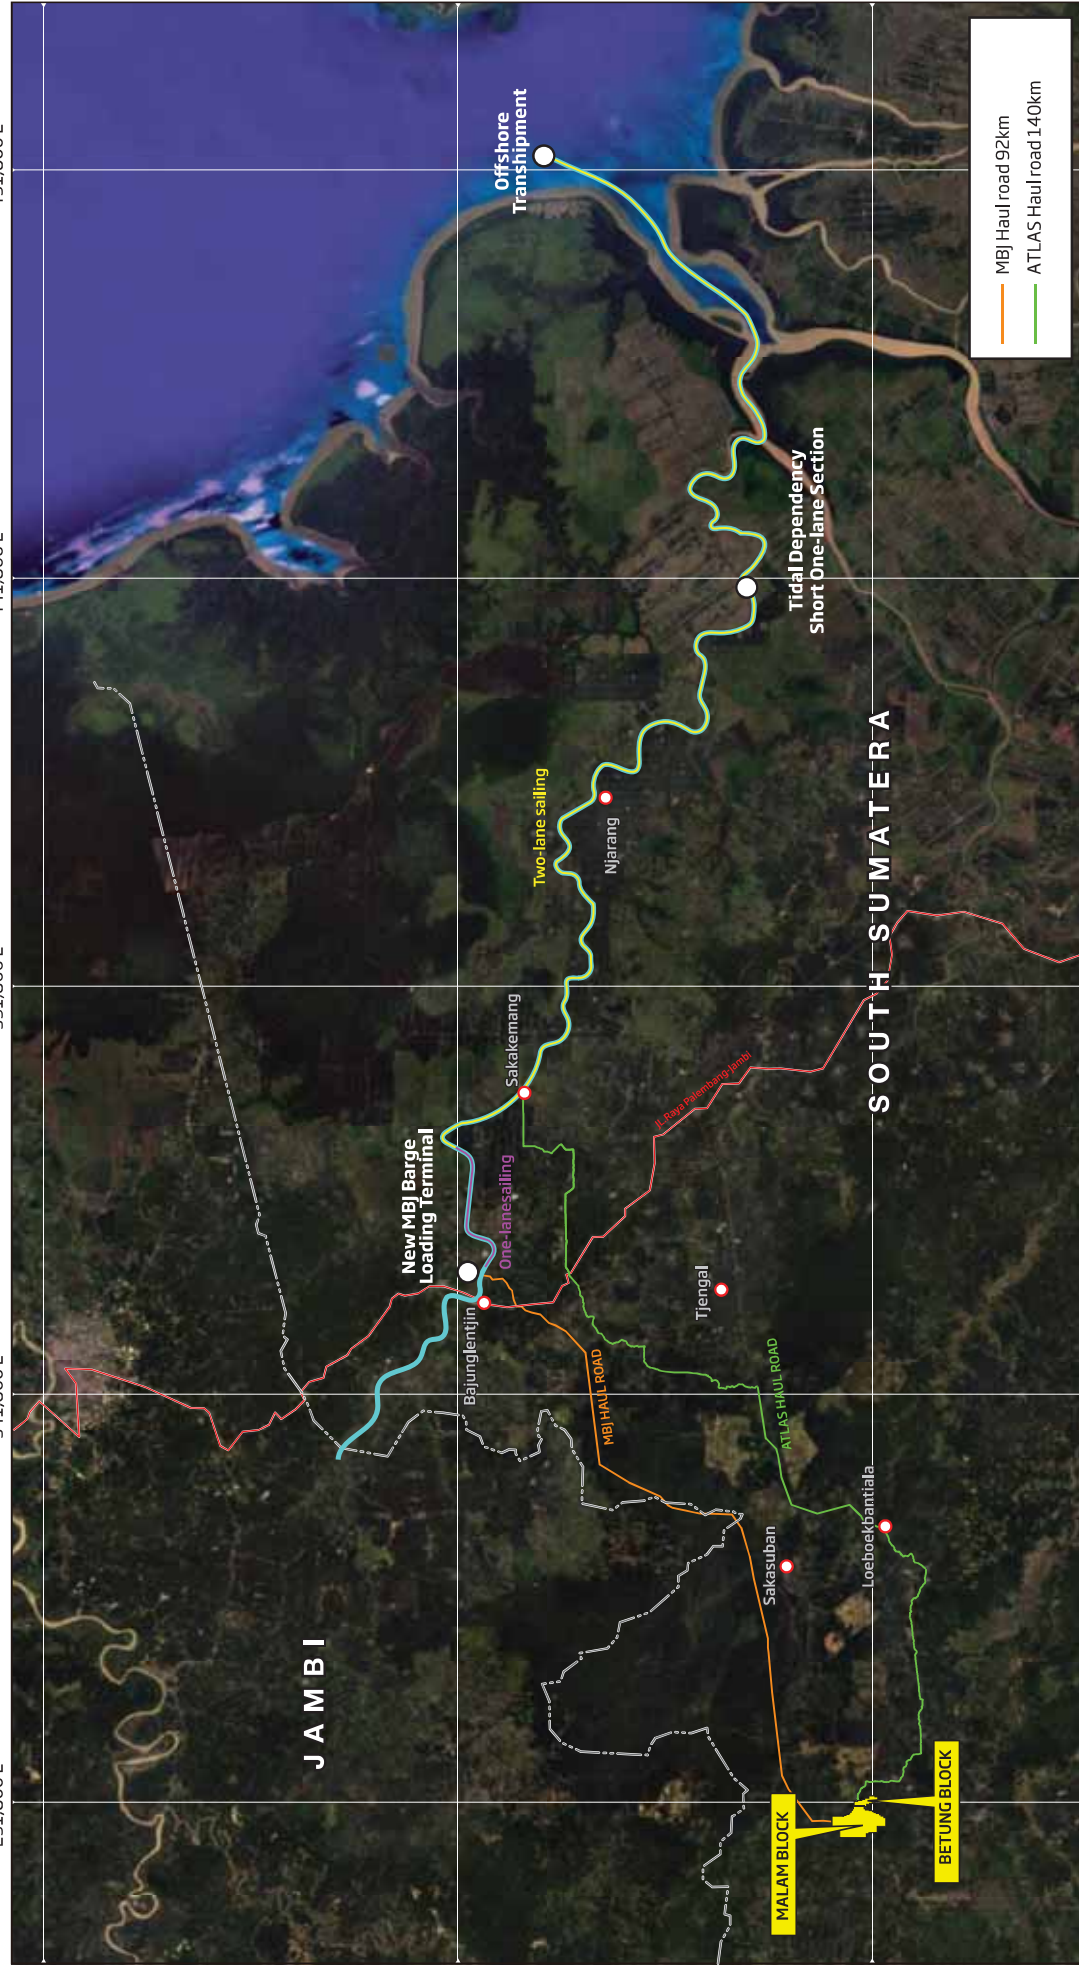 Offshore
Transhipment
MBJ Haul road 92km
ATLAS Haul road 140km
Tidal Dependency
Short One-lane Section
Two-lane sailing
Njarang
SOUTH SUMATERA
Sakakemang
Jl.Raya Palembang-Jambi
New MBJ Barge
Loading Terminal
One-lanesailing
Bajunglentjin
Tjengal
MBJ HAUL ROAD
ATLAS HAUL ROAD
Sakasuban
Loeboekbantiala
JAMBI
MALAM BLOCK
BETUNG BLOCK